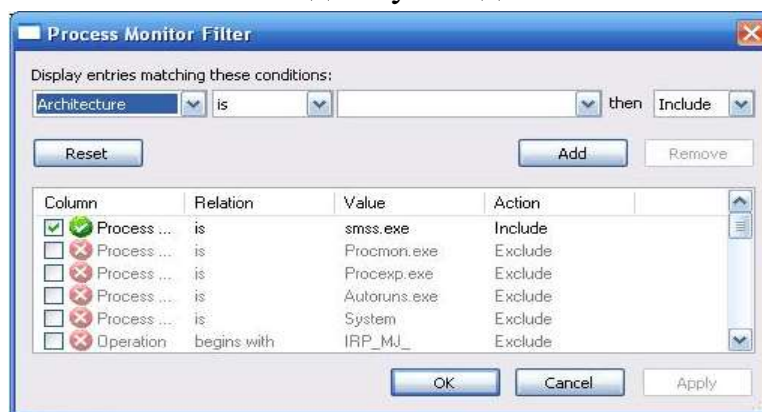 Process Monitor Filter
Display entries matching these conditions:
Architecture is then Include
Reset Add Remove
Column Relation Value Action
Process ... is smss.exe Include
Process ... is Procmon.exe Exclude
Process ... is Procexp.exe Exclude
Process ... is Autoruns.exe Exclude
Process ... is System Exclude
Operation begins with IRP_MJ_ Exclude
OK Cancel Apply